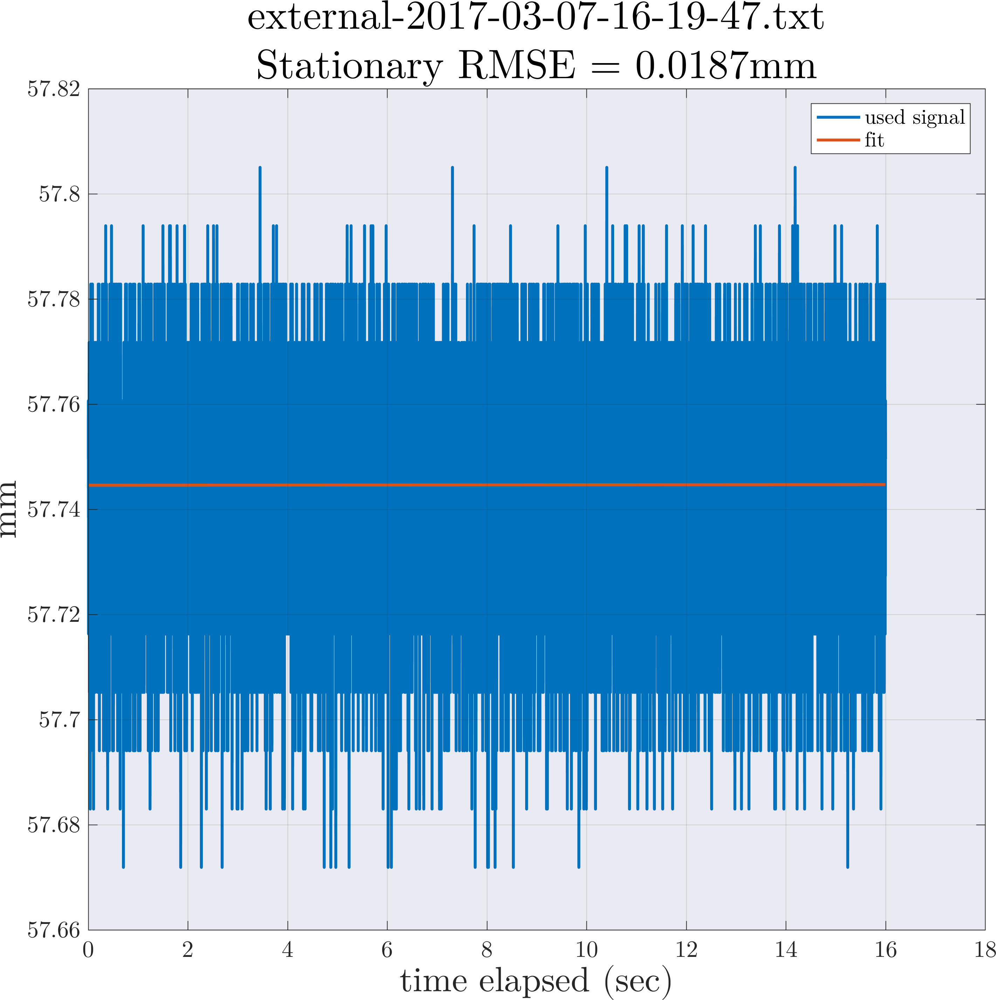 external-2017-03-07-16-19-47.txt
Stationary RMSE = 0.0187mm
used signal
fit
57.82
57.8
57.78
57.76
57.74
57.72
57.7
57.68
57.66
mm
0 2 4 6 8 10 12 14 16 18
time elapsed (sec)